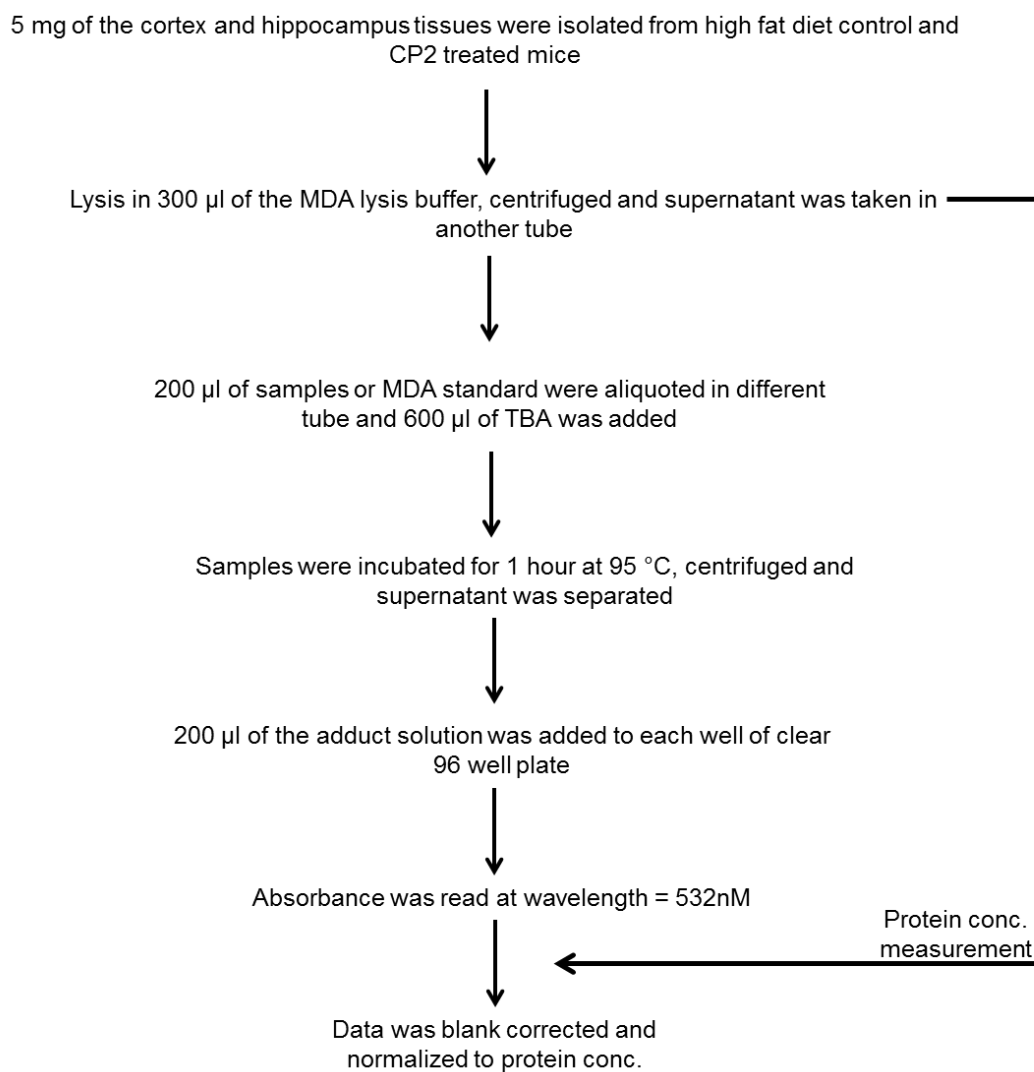 5 mg of the cortex and hippocampus tissues were isolated from high fat diet control and
CP2 treated mice
Lysis in 300 µl of the MDA lysis buffer, centrifuged and supernatant was taken in
another tube
200 µl of samples or MDA standard were aliquoted in different
tube and 600 µl of TBA was added
Samples were incubated for 1 hour at 95 °C, centrifuged and
supernatant was separated
200 µl of the adduct solution was added to each well of clear
96 well plate
Absorbance was read at wavelength = 532nM
Protein conc.
measurement
Data was blank corrected and
normalized to protein conc.